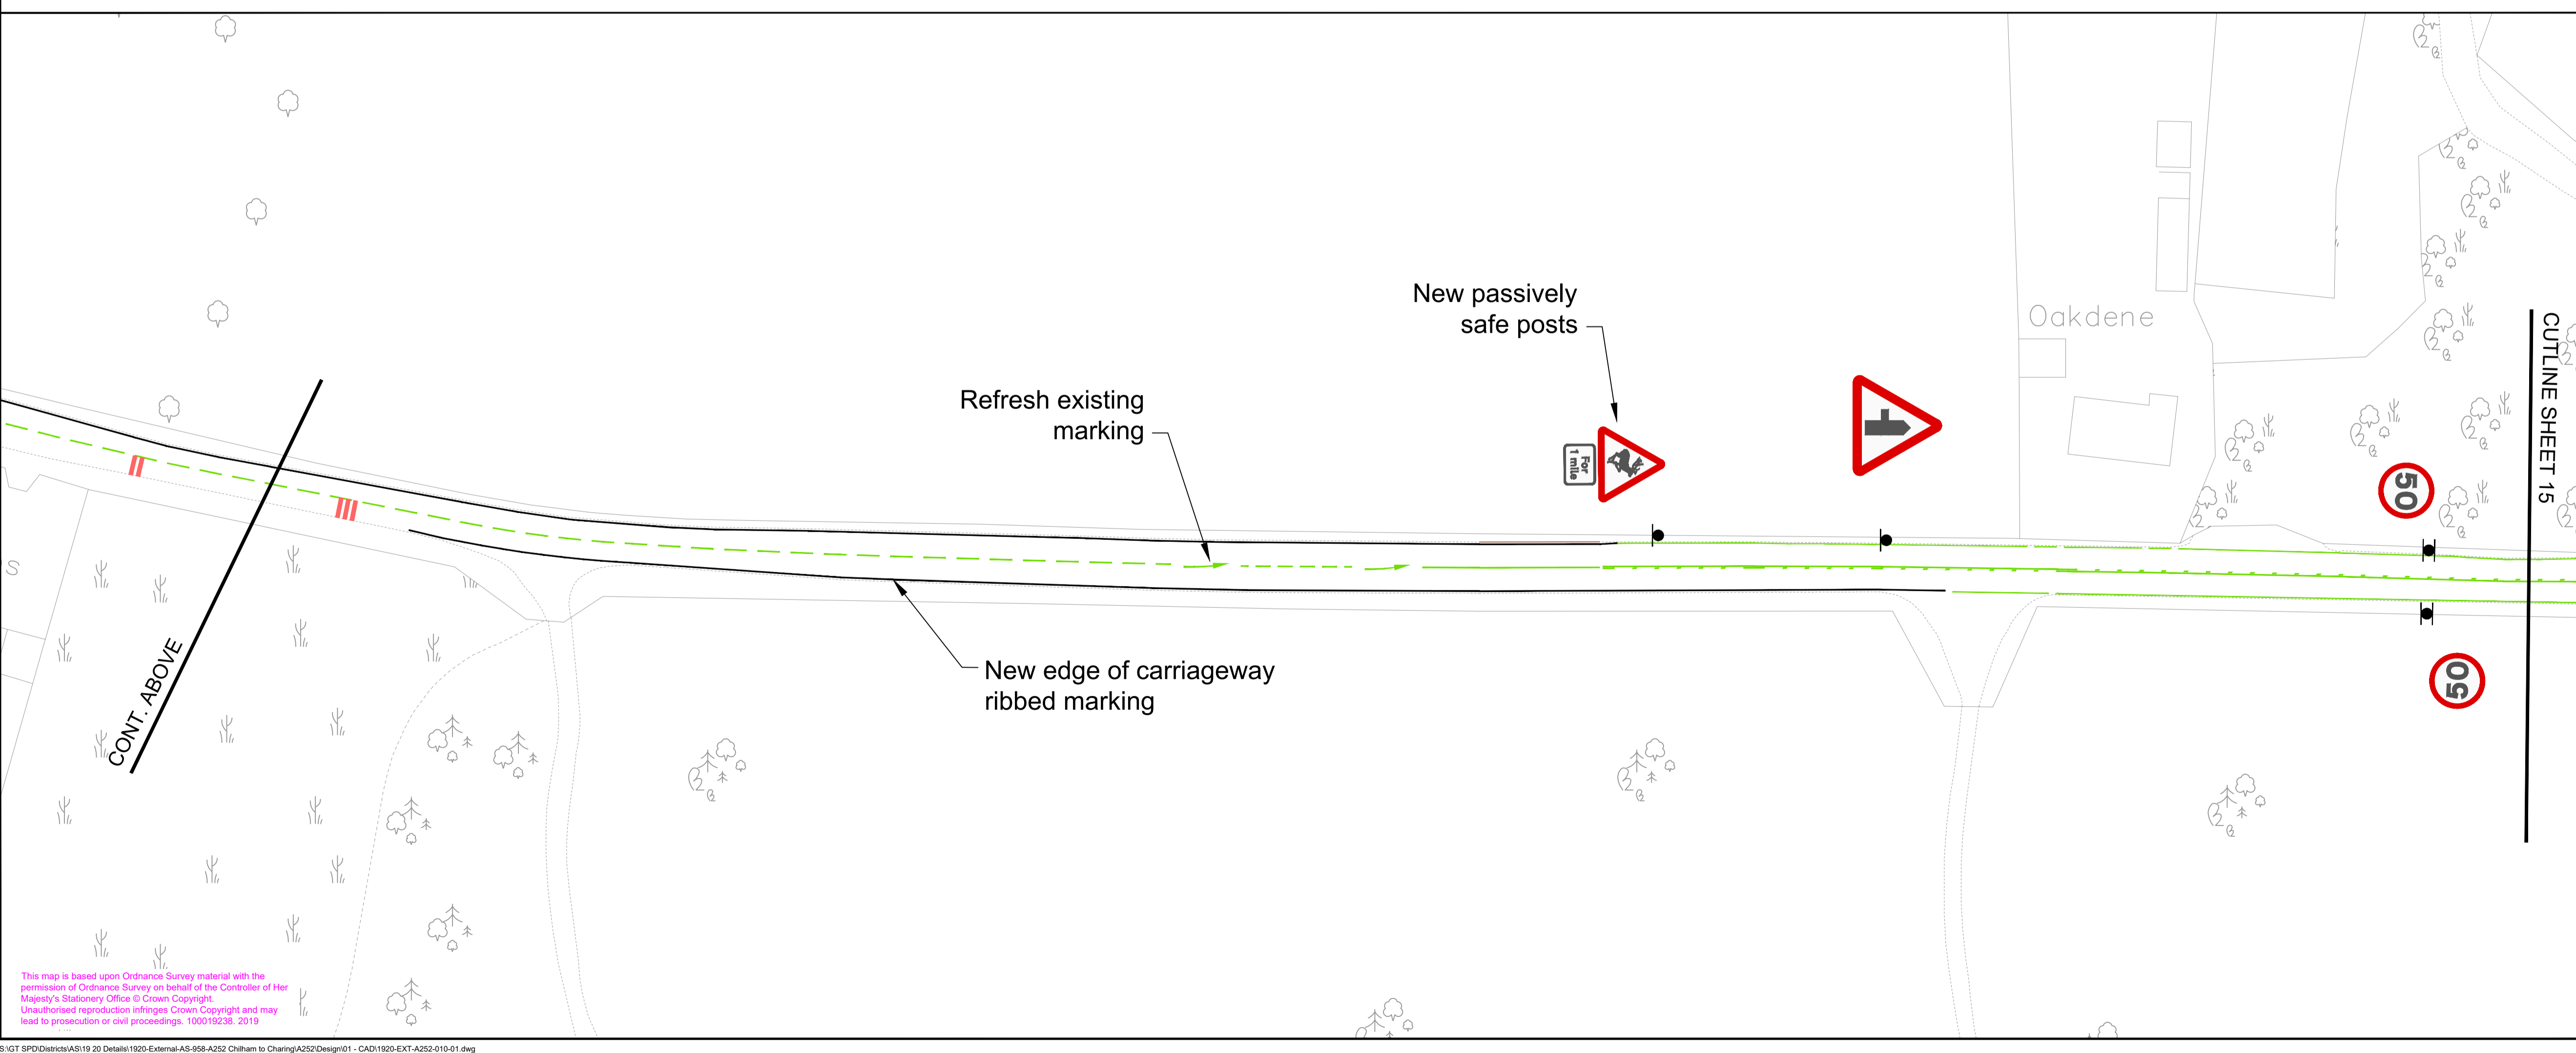 New passively
safe posts
Refresh existing
marking
New edge of carriageway
ribbed marking
For
1 mile
Oakdene
50
50
CUTLINE SHEET 15
CONT. ABOVE
S
This map is based upon Ordnance Survey material with the
permission of Ordnance Survey on behalf of the Controller of Her
Majesty's Stationery Office © Crown Copyright.
Unauthorised reproduction infringes Crown Copyright and may
lead to prosecution or civil proceedings. 100019238. 2019
S:\GT SPD\Districts\AS\19 20 Details\1920-External-AS-958-A252 Chilham to Charing\A252\Design\01 - CAD\1920-EXT-A252-010-01.dwg